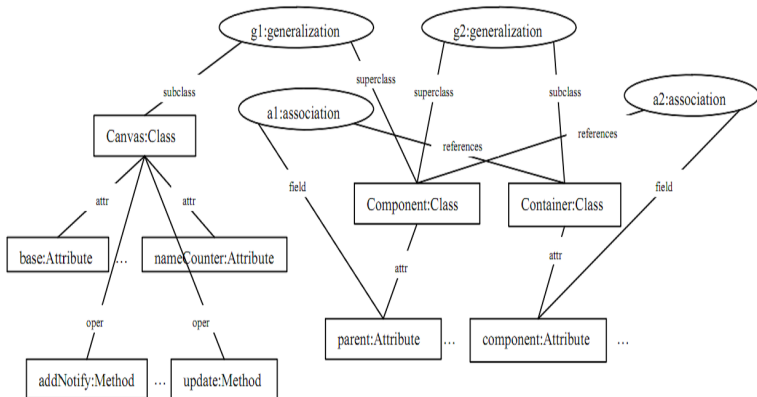 g1:generalization
g2:generalization
superclass
superclass
subclass
subclass
a1:association
a2:association
Canvas:Class
references
references
field
field
attr
attr
Component:Class
Container:Class
base:Attribute
...
nameCounter:Attribute
attr
attr
oper
oper
parent:Attribute
...
component:Attribute
...
addNotify:Method
...
update:Method